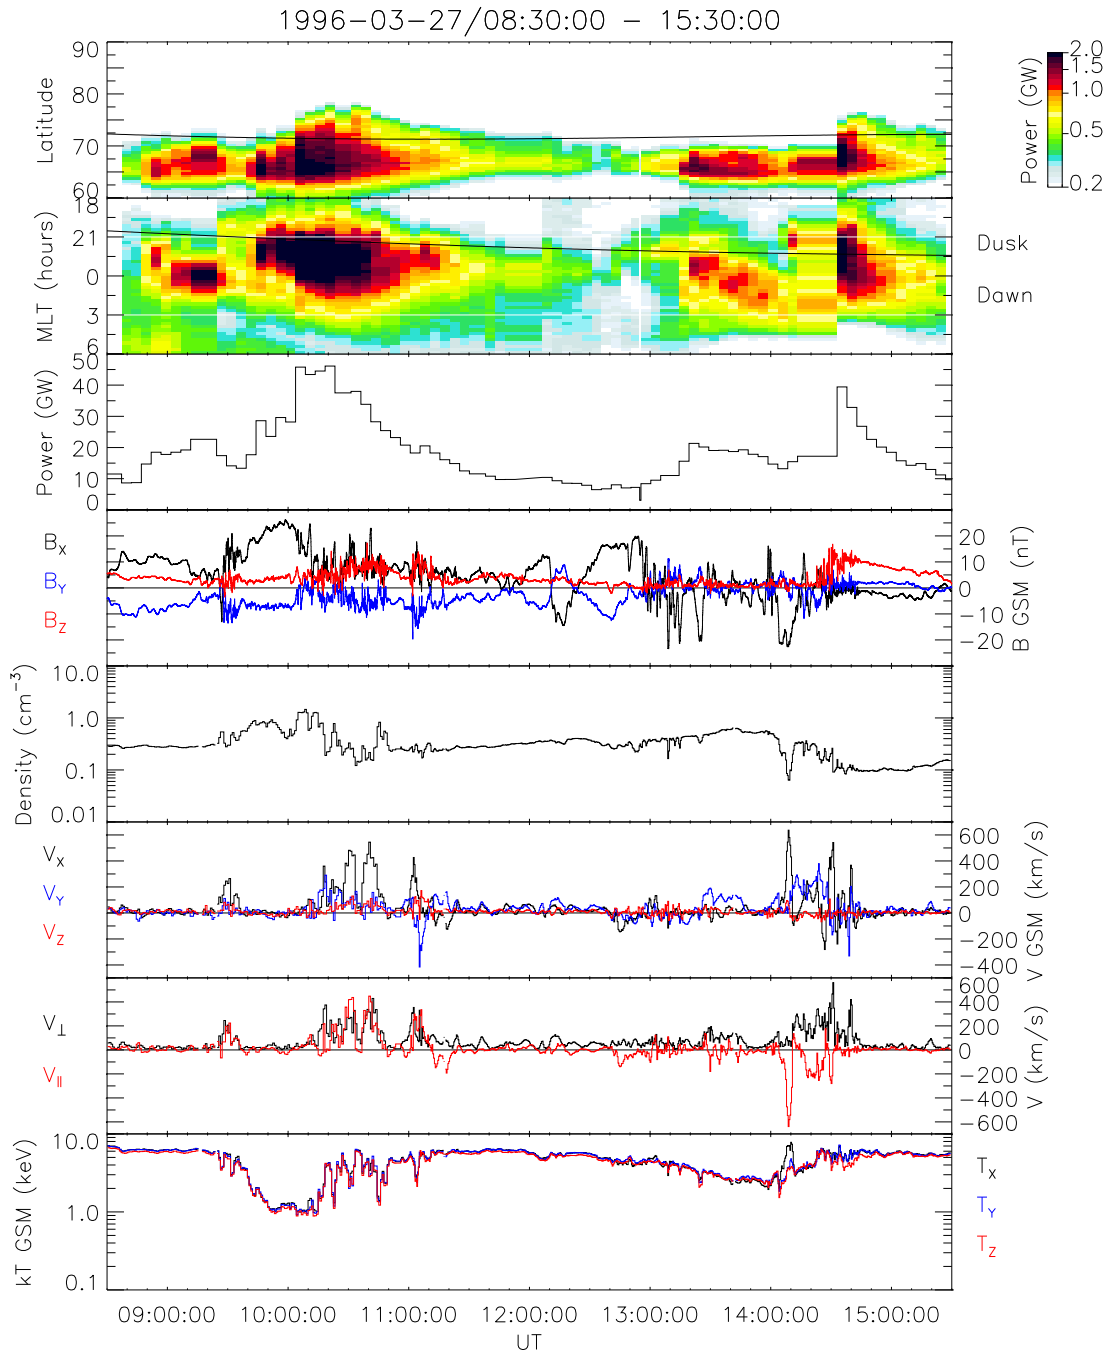 1996-03-27/08:30:00 - 15:30:00
90
80
70
60
Latitude
Power (GW)
2.0
1.5
1.0
0.5
0.2
18
21
0
3
6
MLT (hours)
Dusk
Dawn
50
40
30
20
10
0
Power (GW)
BX
BY
BZ
20
10
0
-10
-20
B GSM (nT)
10.0
1.0
0.1
0.01
Density (cm-3)
VX
VY
VZ
600
400
200
0
-200
-400
V GSM (km/s)
V⊥
V||
600
400
200
0
-200
-400
-600
V (km/s)
10.0
1.0
0.1
kT GSM (keV)
TX
TY
TZ
09:00:00 10:00:00 11:00:00 12:00:00 13:00:00 14:00:00 15:00:00
UT